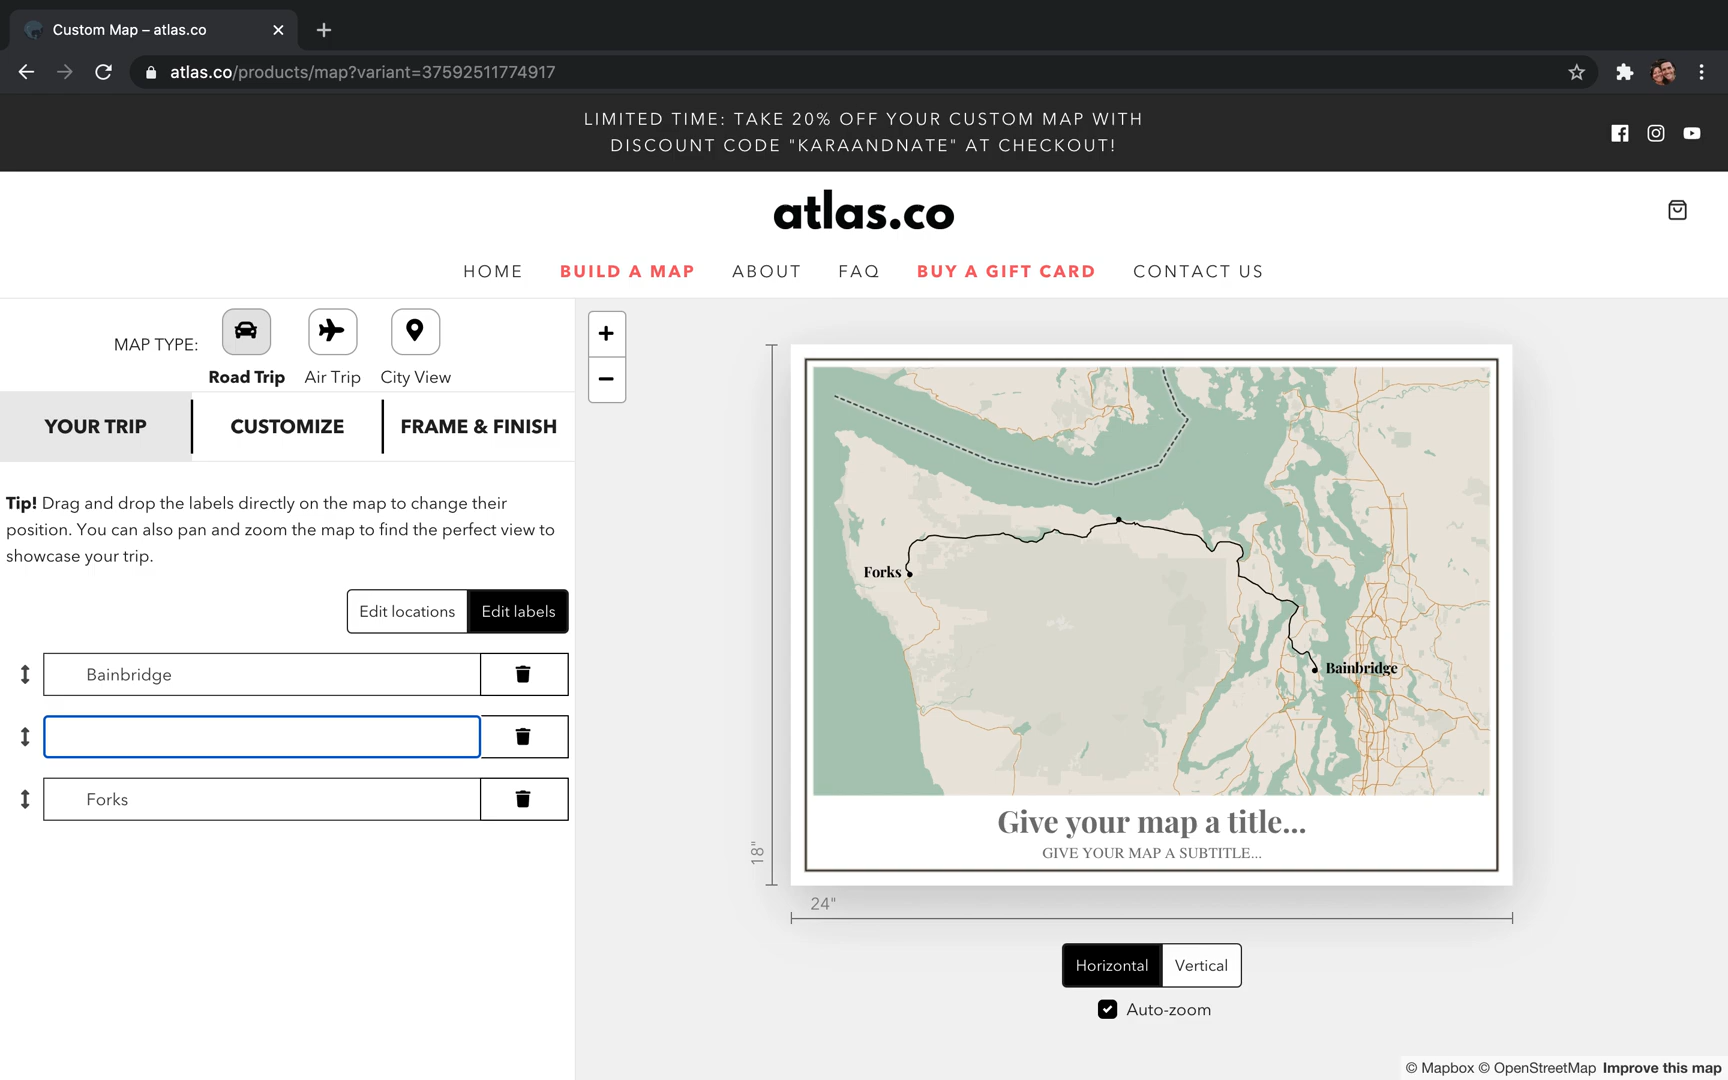 Custom Map – atlas.co
atlas.co/products/map?variant=37592511774917
LIMITED TIME: TAKE 20% OFF YOUR CUSTOM MAP WITH
DISCOUNT CODE "KARAANDNATE" AT CHECKOUT!
atlas.co
HOME
BUILD A MAP
ABOUT
FAQ
BUY A GIFT CARD
CONTACT US
MAP TYPE:
Road Trip
Air Trip
City View
YOUR TRIP
CUSTOMIZE
FRAME & FINISH
Tip! Drag and drop the labels directly on the map to change their
position. You can also pan and zoom the map to find the perfect view to
showcase your trip.
Edit locations
Edit labels
Bainbridge
Forks
Forks
Bainbridge
Give your map a title...
GIVE YOUR MAP A SUBTITLE...
18"
24"
Horizontal
Vertical
Auto-zoom
© Mapbox © OpenStreetMap Improve this map